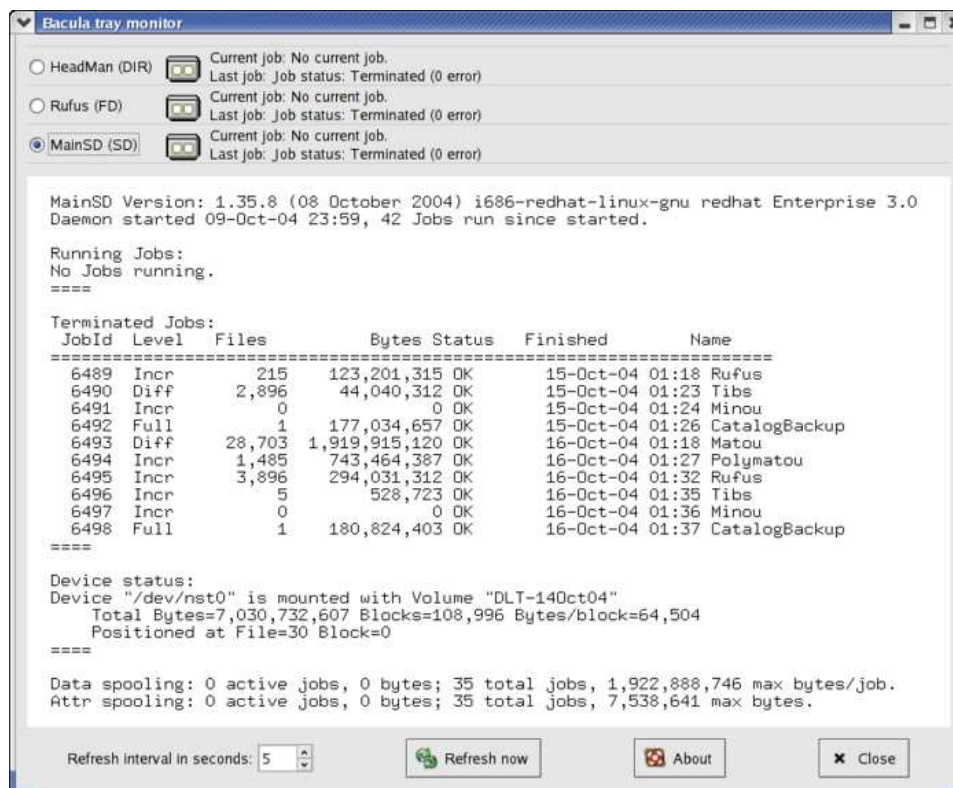 Bacula tray monitor
HeadMan (DIR)
Current job: No current job.
Last job: Job status: Terminated (0 error)
Rufus (FD)
Current job: No current job.
Last job: Job status: Terminated (0 error)
MainSD (SD)
Current job: No current job.
Last job: Job status: Terminated (0 error)
MainSD Version: 1.35.8 (08 October 2004) i686-redhat-linux-gnu redhat Enterprise 3.0
Daemon started 09-Oct-04 23:59, 42 Jobs run since started.
Running Jobs:
No Jobs running.
====
Terminated Jobs:
JobId Level Files Bytes Status Finished Name
======================================================================
6489 Incr 215 123,201,315 OK 15-Oct-04 01:18 Rufus
6490 Diff 2,896 44,040,312 OK 15-Oct-04 01:23 Tibs
6491 Incr 0 0 OK 15-Oct-04 01:24 Minou
6492 Full 1 177,034,657 OK 15-Oct-04 01:26 CatalogBackup
6493 Diff 28,703 1,919,915,120 OK 16-Oct-04 01:18 Matou
6494 Incr 1,485 743,464,387 OK 16-Oct-04 01:27 Polymatou
6495 Incr 3,896 294,031,312 OK 16-Oct-04 01:32 Rufus
6496 Incr 5 528,723 OK 16-Oct-04 01:35 Tibs
6497 Incr 0 0 OK 16-Oct-04 01:36 Minou
6498 Full 1 180,824,403 OK 16-Oct-04 01:37 CatalogBackup
====
Device status:
Device "/dev/nst0" is mounted with Volume "DLT-14Oct04"
Total Bytes=7,030,732,607 Blocks=108,996 Bytes/block=64,504
Positioned at File=30 Block=0
====
Data spooling: 0 active jobs, 0 bytes; 35 total jobs, 1,922,888,746 max bytes/job.
Attr spooling: 0 active jobs, 0 bytes; 35 total jobs, 7,538,641 max bytes.
Refresh interval in seconds: 5
Refresh now
About
Close